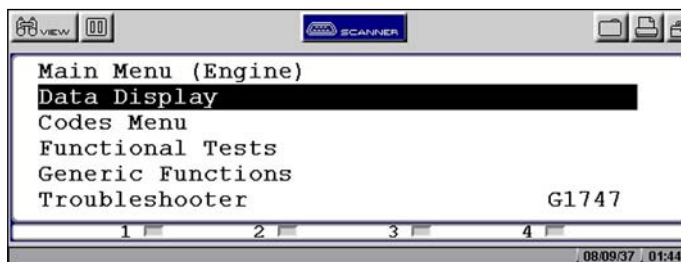 VIEW
SCANNER
Main Menu (Engine)
Data Display
Codes Menu
Functional Tests
Generic Functions
Troubleshooter G1747
1 2 3 4
08/09/37 01:44